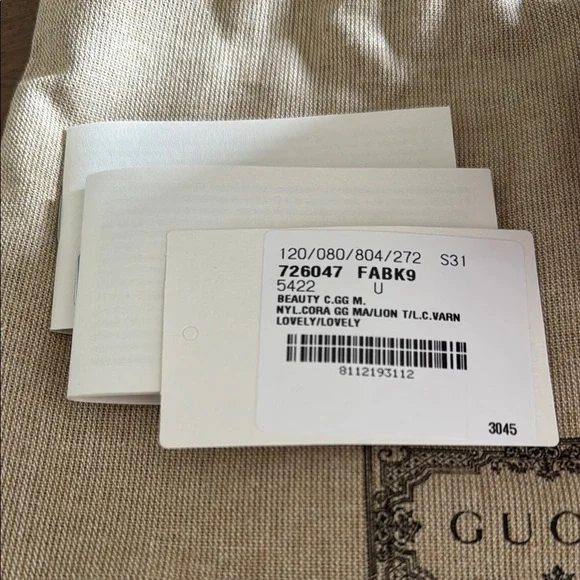 120/080/804/272 S31
726047 FABK9
5422 U
BEAUTY C.GG M.
NYL.CORA GG MA/LION T/L.C.VARN
LOVELY/LOVELY
8112193112
3045
GUC